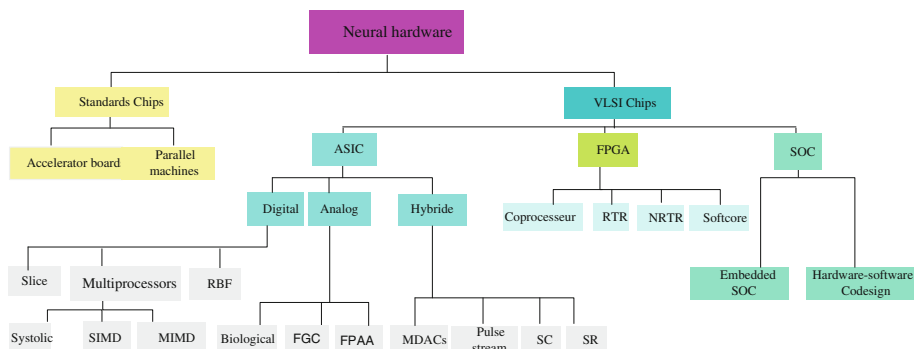 Neural hardware
Standards Chips
VLSI Chips
Accelerator board
Parallel
machines
ASIC
FPGA
SOC
Digital
Analog
Hybride
Coprocesseur
RTR
NRTR
Softcore
Slice
Multiprocessors
RBF
Embedded
SOC
Hardware-software
Codesign
Systolic
SIMD
MIMD
Biological
FGC
FPAA
MDACs
Pulse
stream
SC
SR